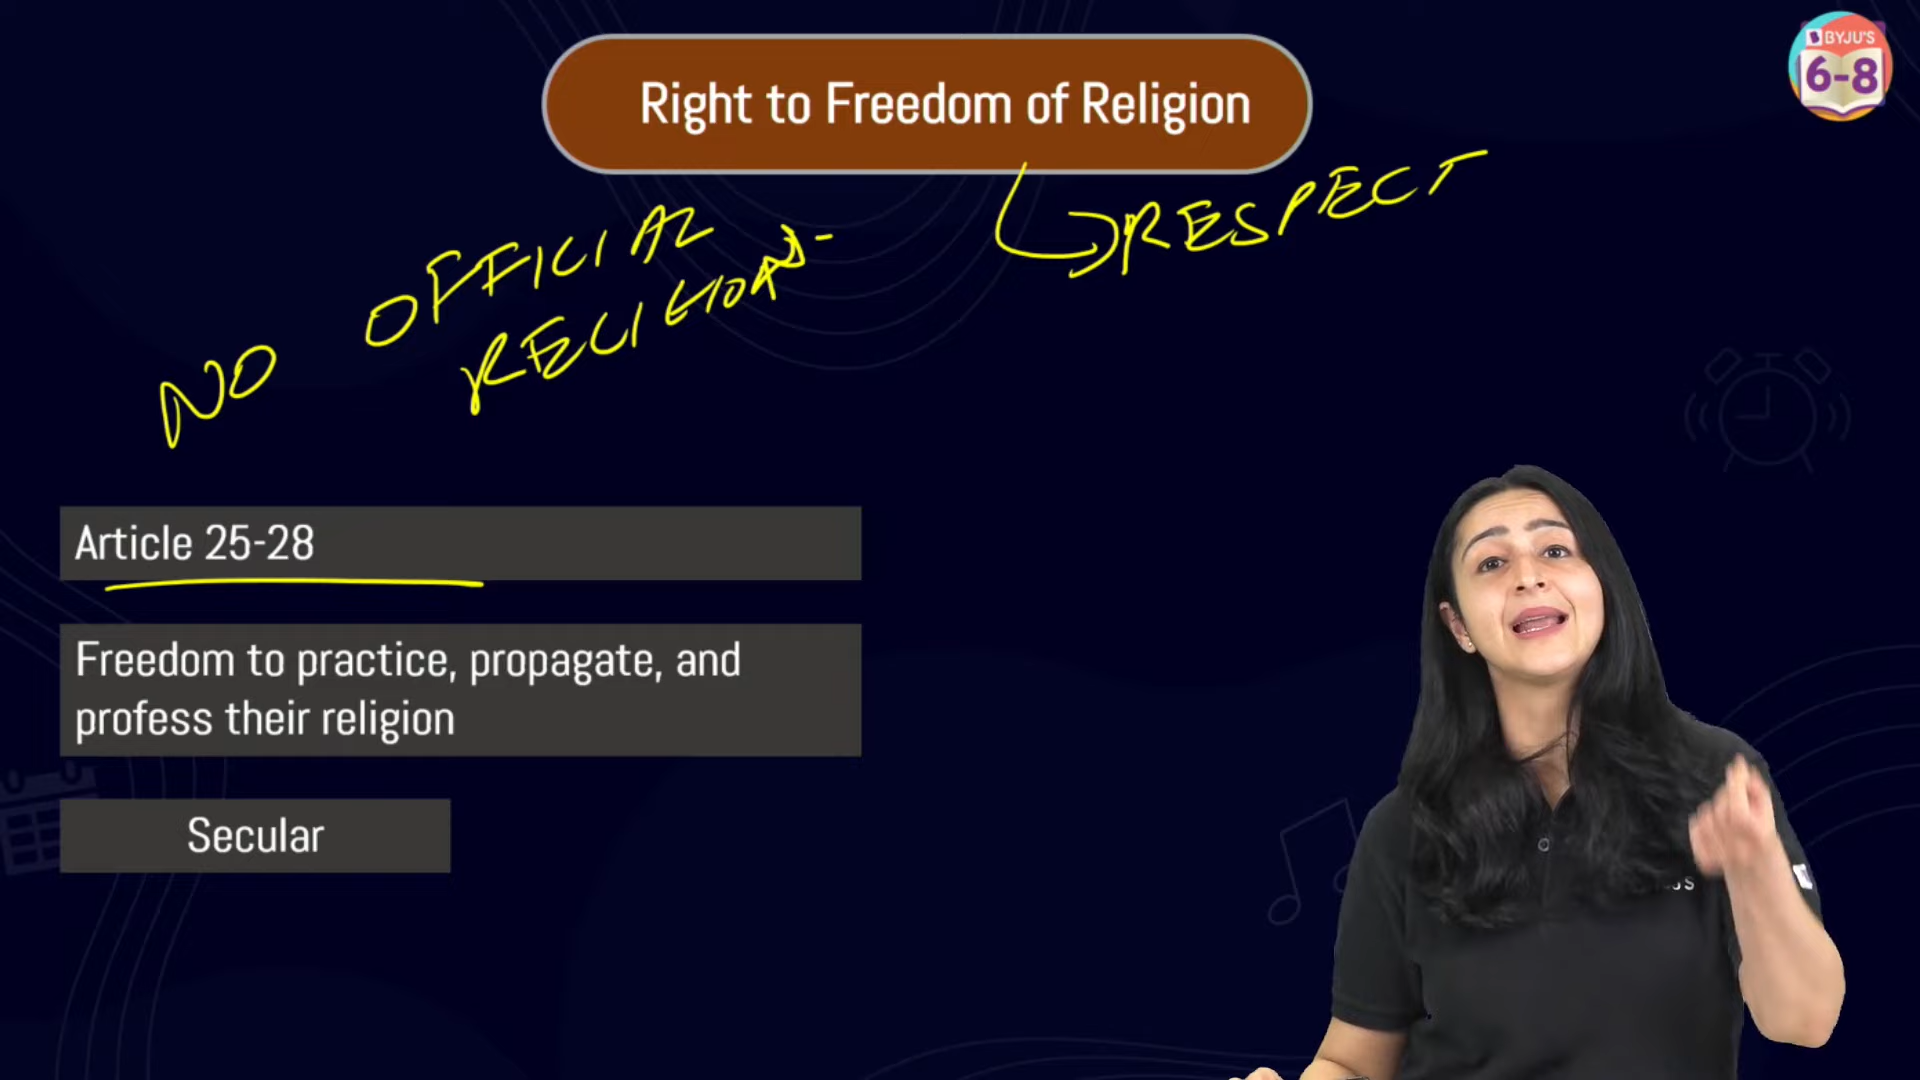 BYJU'S
6-8
Right to Freedom of Religion
RESPECT
NO OFFICIAL
RELIGION-
Article 25-28
Freedom to practice, propagate, and
profess their religion
Secular